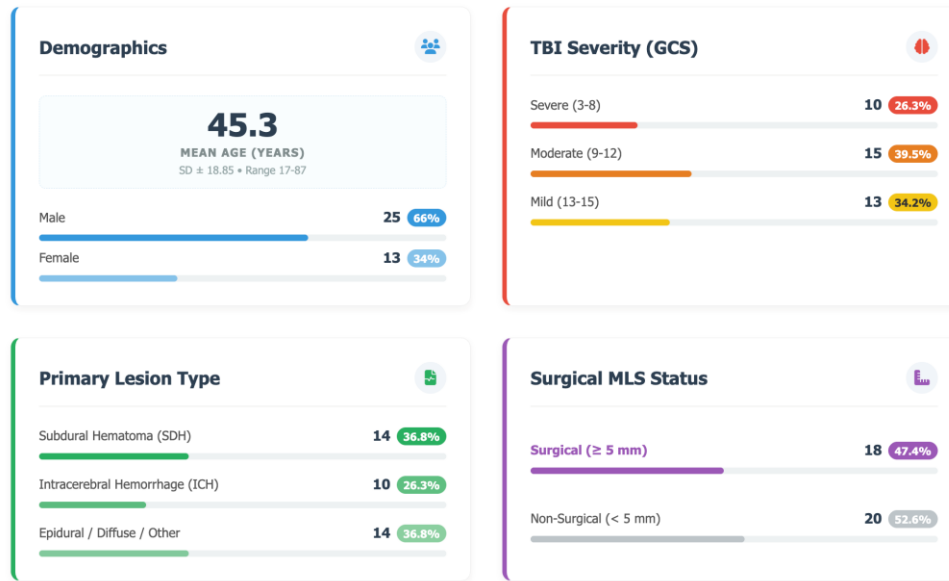 Demographics
45.3
MEAN AGE (YEARS)
SD ± 18.85 • Range 17-87
Male 25 66%
Female 13 34%
TBI Severity (GCS)
Severe (3-8) 10 26.3%
Moderate (9-12) 15 39.5%
Mild (13-15) 13 34.2%
Primary Lesion Type
Subdural Hematoma (SDH) 14 36.8%
Intracerebral Hemorrhage (ICH) 10 26.3%
Epidural / Diffuse / Other 14 36.8%
Surgical MLS Status
Surgical (≥ 5 mm) 18 47.4%
Non-Surgical (< 5 mm) 20 52.6%